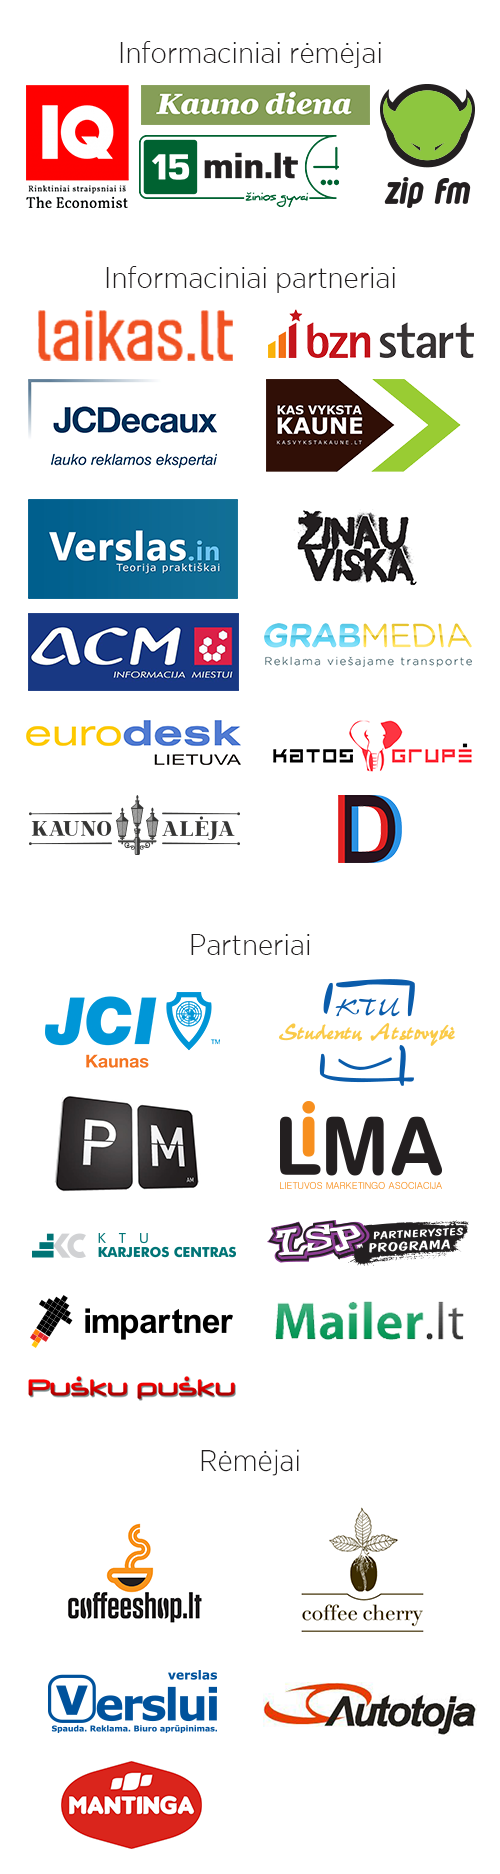 Informaciniai rėmėjai
IQ
Rinktiniai straipsniai iš
The Economist
Kauno diena
15 min.lt
žinios gyvai
zip fm
Informaciniai partneriai
laikas.lt
bzn start
JCDecaux
lauko reklamos ekspertai
KAS VYKSTA
KAUNE
KASVYKSTAKAUNE.LT
Verslas.in
Teorija praktiškai
ŽINAU
VISKĄ
ACM
INFORMACIJA MIESTUI
GRABMEDIA
Reklama viešajame transporte
eurodesk
LIETUVA
KATOS GRUPĖ
KAUNO ALĖJA
D
Partneriai
JCI
TM
Kaunas
KTU
Studentų Atstovybė
PM
AM
LiMA
LIETUVOS MARKETINGO ASOCIACIJA
KC
KTU
KARJEROS CENTRAS
LSP
PARTNERYSTĖS
PROGRAMA
impartner
Mailer.lt
Pušku pušku
Rėmėjai
coffeeshop.lt
coffee cherry
verslas
Verslui
Spauda. Reklama. Biuro aprūpinimas.
Autotoja
MANTINGA